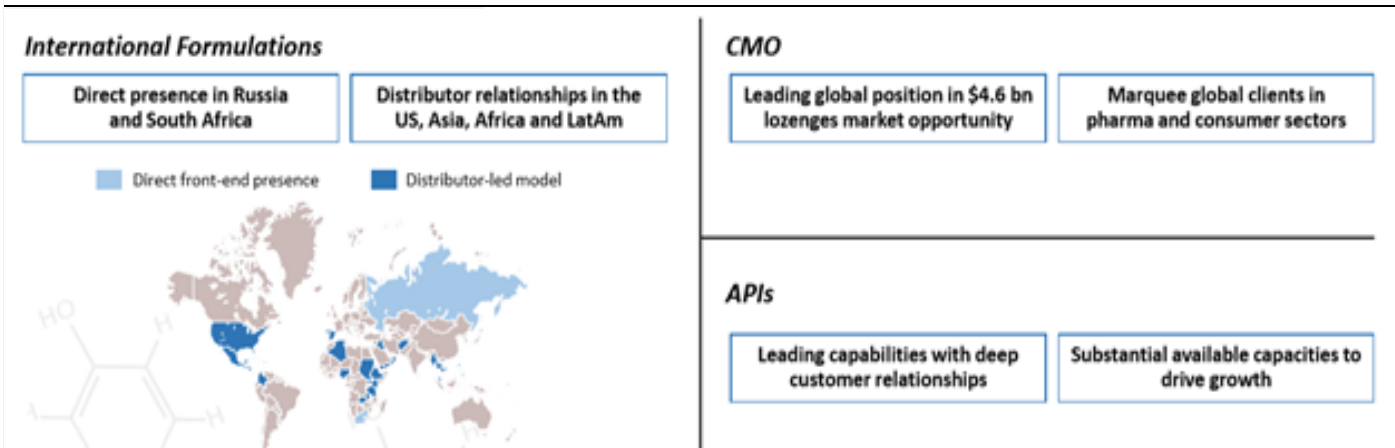 International Formulations
Direct presence in Russia
and South Africa
Distributor relationships in the
US, Asia, Africa and LatAm
Direct front-end presence
Distributor-led model
HO
H
H
H
CMO
Leading global position in $4.6 bn
lozenges market opportunity
Marquee global clients in
pharma and consumer sectors
APIs
Leading capabilities with deep
customer relationships
Substantial available capacities to
drive growth